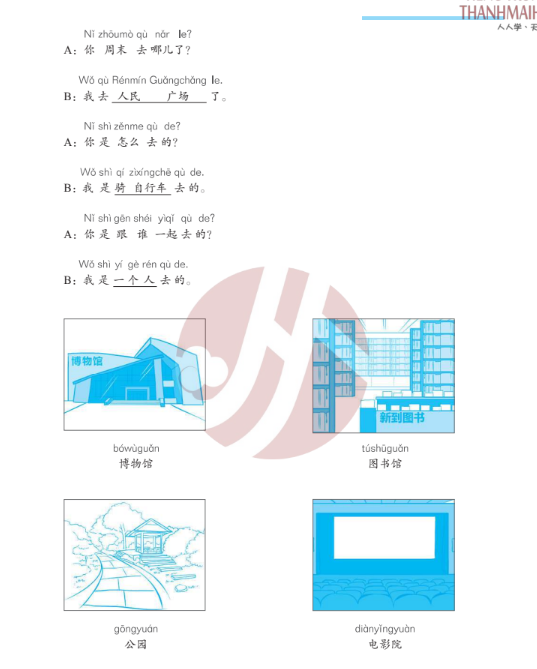 THANHMAIH
人人學·
Nǐ zhōumò qù nǎr le?
A：你 周末 去 哪儿了？
Wǒ qù Rénmín Guǎngchǎng le.
B：我 去 人民 广场 了。
Nǐ shì zěnme qù de?
A：你 是 怎么 去 的？
Wǒ shì qí zìxíngchē qù de.
B：我 是 骑 自行车 去 的。
Nǐ shì gēn shéi yìqǐ qù de?
A：你 是 跟 谁 一起 去 的？
Wǒ shì yí gè rén qù de.
B：我 是 一 个 人 去 的。
博物馆
新到图书
bówùguǎn
túshūguǎn
博物馆
图书馆
gōngyuán
diànyǐngyuàn
公园
电影院